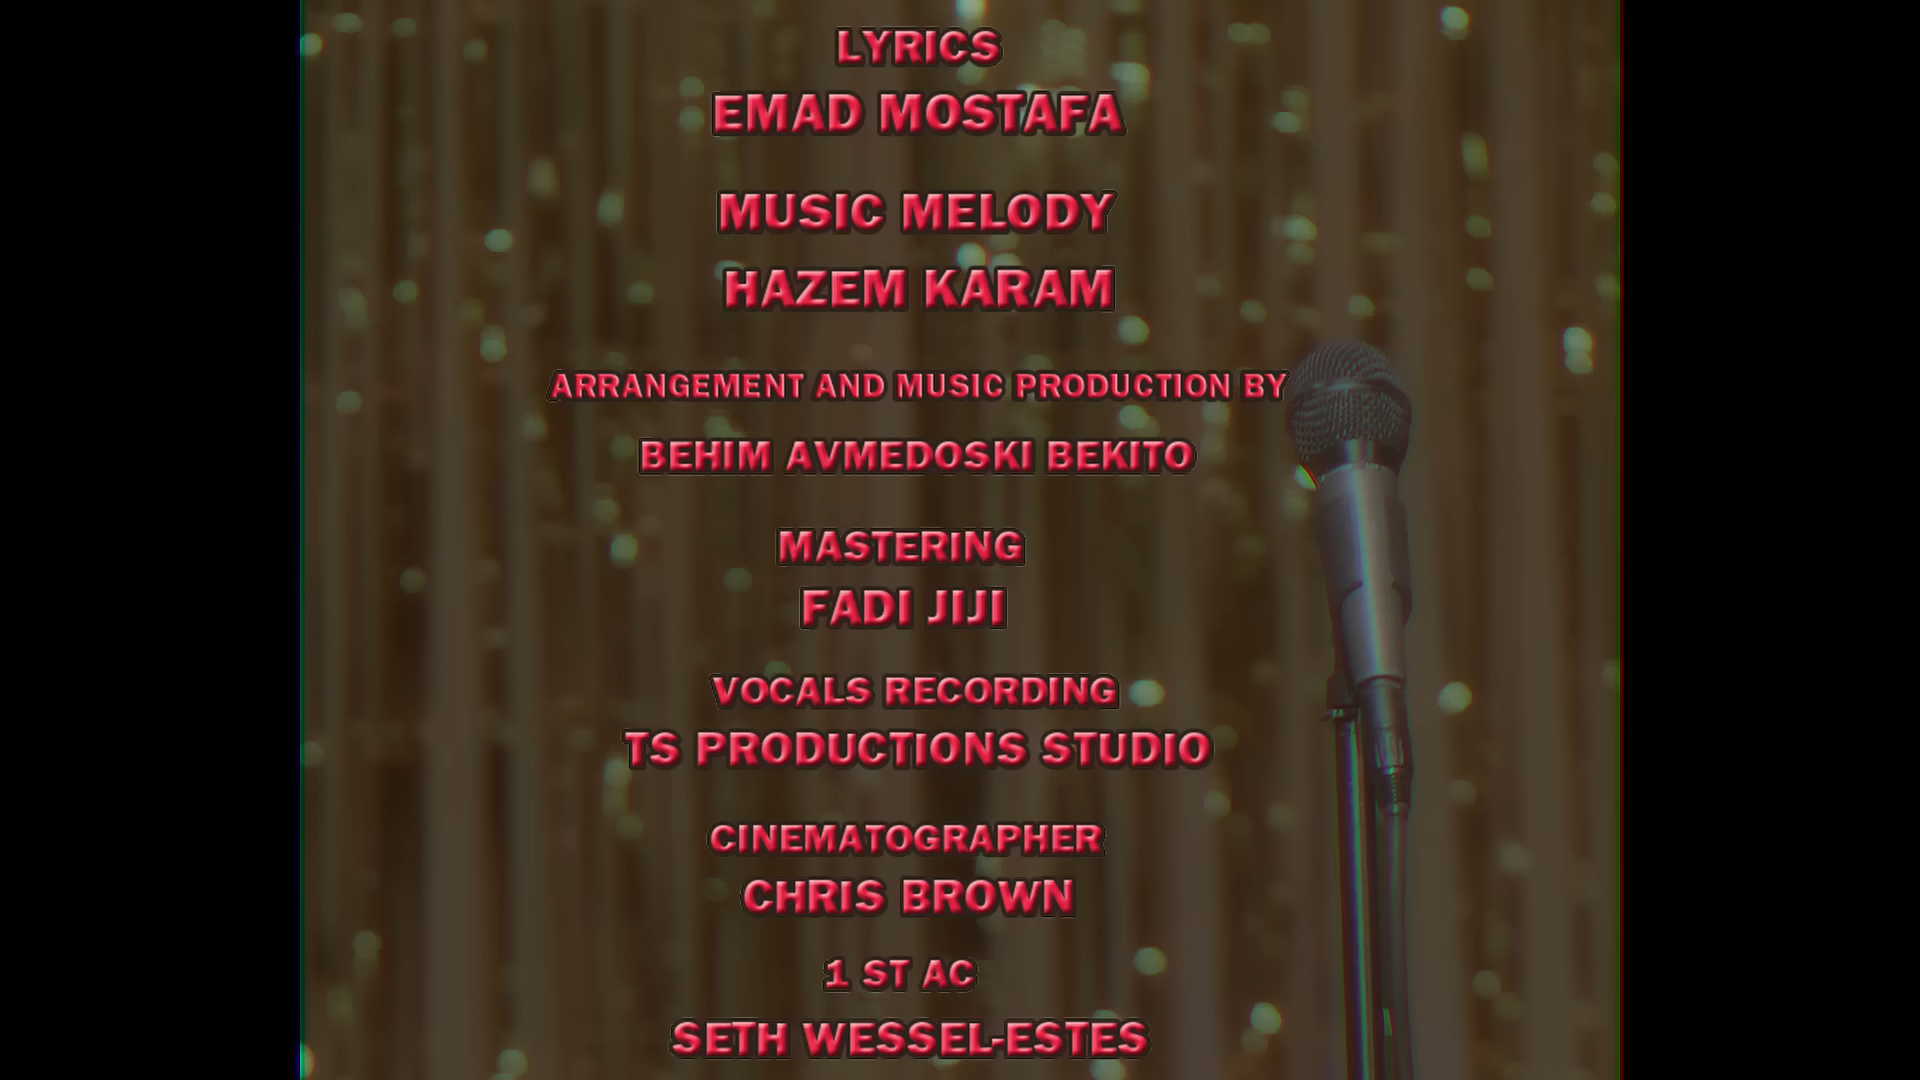 LYRICS
EMAD MOSTAFA
MUSIC MELODY
HAZEM KARAM
ARRANGEMENT AND MUSIC PRODUCTION BY
BEHIM AVMEDOSKI BEKITO
MASTERING
FADI JIJI
VOCALS RECORDING
TS PRODUCTIONS STUDIO
CINEMATOGRAPHER
CHRIS BROWN
1 ST AC
SETH WESSEL-ESTES